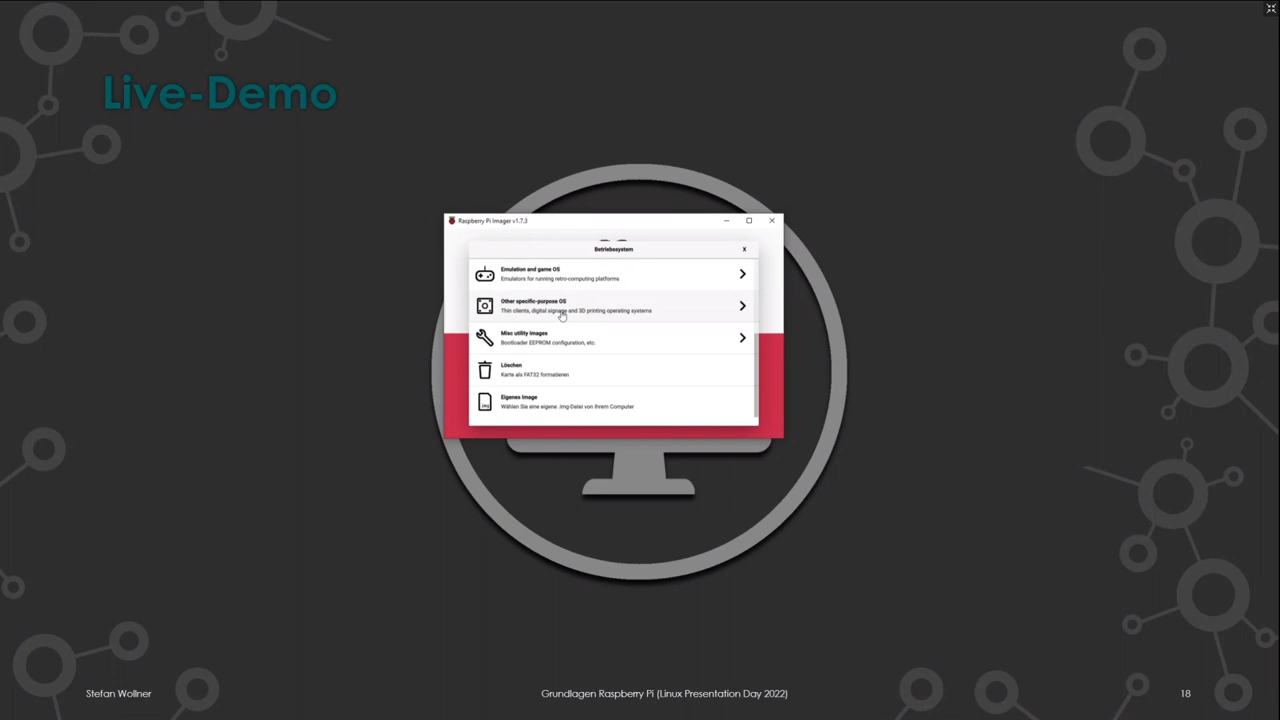 Live-Demo
Raspberry Pi Imager v1.7.3
Betriebssystem
X
Emulation and game OS
Emulators for running retro-computing platforms
Other specific-purpose OS
Thin clients, digital signage and 3D printing operating systems
Misc utility images
Bootloader EEPROM configuration, etc.
Löschen
Karte als FAT32 formatieren
Eigenes Image
Wählen Sie eine eigene .img-Datei von Ihrem Computer
Stefan Wollner
Grundlagen Raspberry Pi (Linux Presentation Day 2022)
18